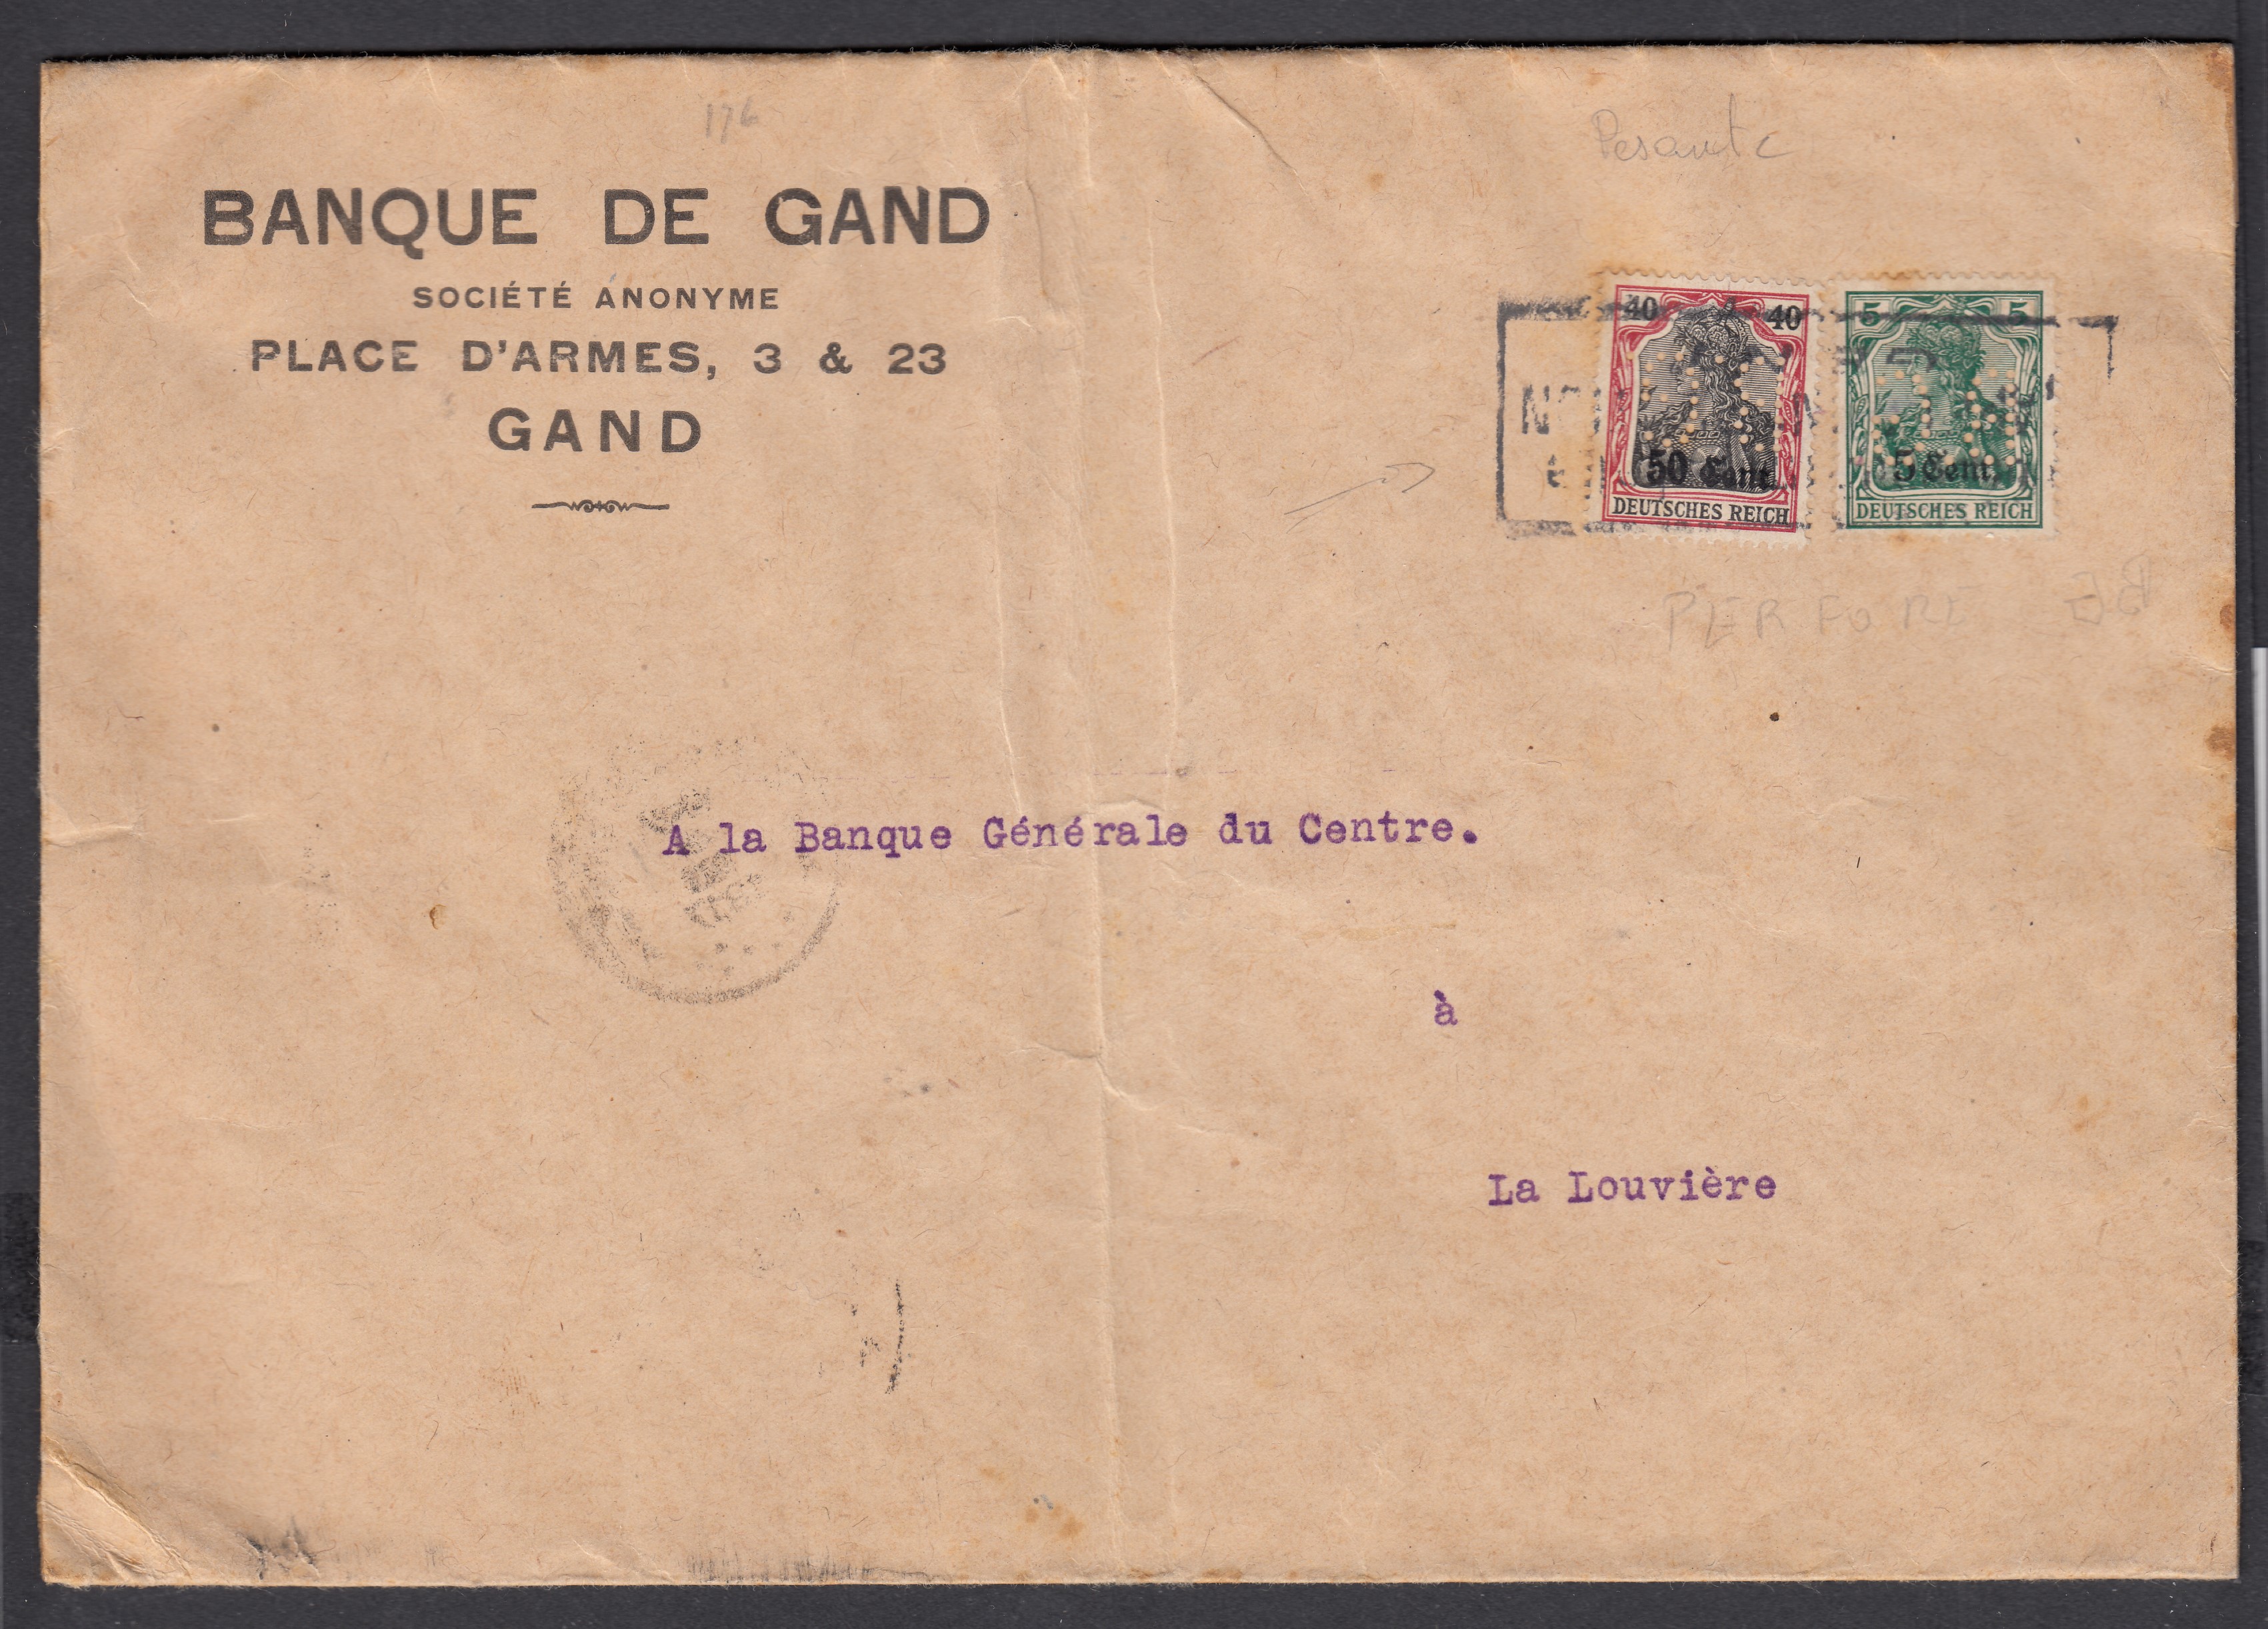 176
BANQUE DE GAND
SOCIÉTÉ ANONYME
PLACE D'ARMES, 3 & 23
GAND
Pesante
40 40
50 Cent.
DEUTSCHES REICH
5 5
5 Cent.
DEUTSCHES REICH
PERFORE
A la Banque Générale du Centre.
à
La Louvière